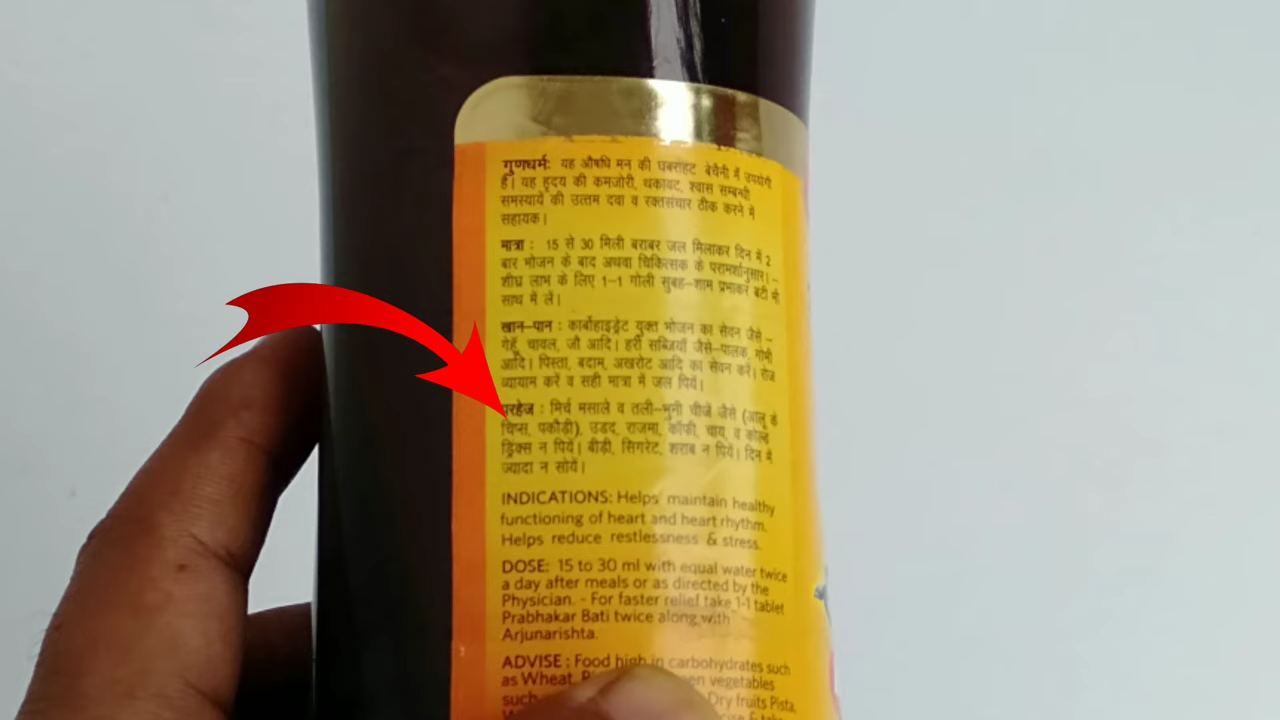 गुणधर्म: यह औषधि मन की घबराहट बेचैनी में उपयोगी
है। यह हृदय की कमजोरी, थकावट, श्वास सम्बन्धी
समस्यायें की उत्तम दवा व रक्तसंचार ठीक करने में
सहायक।
मात्रा : 15 से 30 मिली बराबर जल मिलाकर दिन में 2
बार भोजन के बाद अथवा चिकित्सक के परामर्शानुसार। –
शीघ्र लाभ के लिए 1–1 गोली सुबह–शाम प्रभाकर बटी भी
साथ में लें।
खान–पान : कार्बोहाइड्रेट युक्त भोजन का सेवन जैसे –
गेहूँ, चावल, जौ आदि। हरी सब्जियाँ जैसे–पालक, गोभी
आदि। पिस्ता, बदाम, अखरोट आदि का सेवन करें। रोज
व्यायाम करें व सही मात्रा में जल पियें।
परहेज : मिर्च मसाले व तली–भुनी चीजें जैसे (आलू के
चिप्स, पकौड़ी), उडद, राजमा, कॉफी, चाय, व कोल्ड
ड्रिंक्स न पियें। बीड़ी, सिगरेट, शराब न पियें। दिन में
ज्यादा न सोयें।
INDICATIONS: Helps maintain healthy
functioning of heart and heart rhythm.
Helps reduce restlessness & stress.
DOSE: 15 to 30 ml with equal water twice
a day after meals or as directed by the
Physician. - For faster relief take 1-1 tablet
Prabhakar Bati twice along with
Arjunarishta.
ADVISE : Food high in carbohydrates such
as Wheat, vegetables
such Dry fruits Pista,